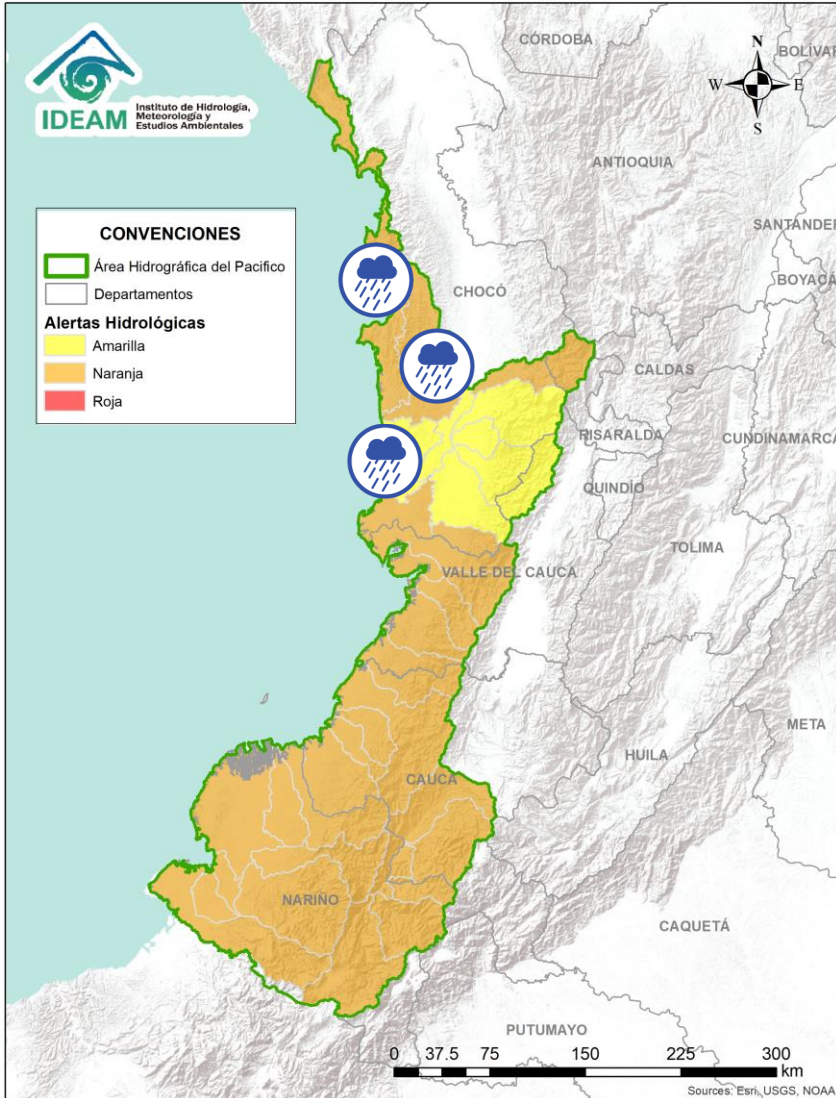 IDEAM
Instituto de Hidrología,
Meteorología y
Estudios Ambientales
N
W
E
S
CONVENCIONES
Área Hidrográfica del Pacifico
Departamentos
Alertas Hidrológicas
Amarilla
Naranja
Roja
CÓRDOBA
BOLÍVAR
ANTIOQUIA
SANTANDER
BOYACÁ
CHOCÓ
CALDAS
RISARALDA
CUNDINAMARCA
QUINDÍO
TOLIMA
VALLE DEL CAUCA
META
HUILA
CAUCA
NARIÑO
CAQUETÁ
PUTUMAYO
0 37.5 75 150 225 300
km
Sources: Esri, USGS, NOAA